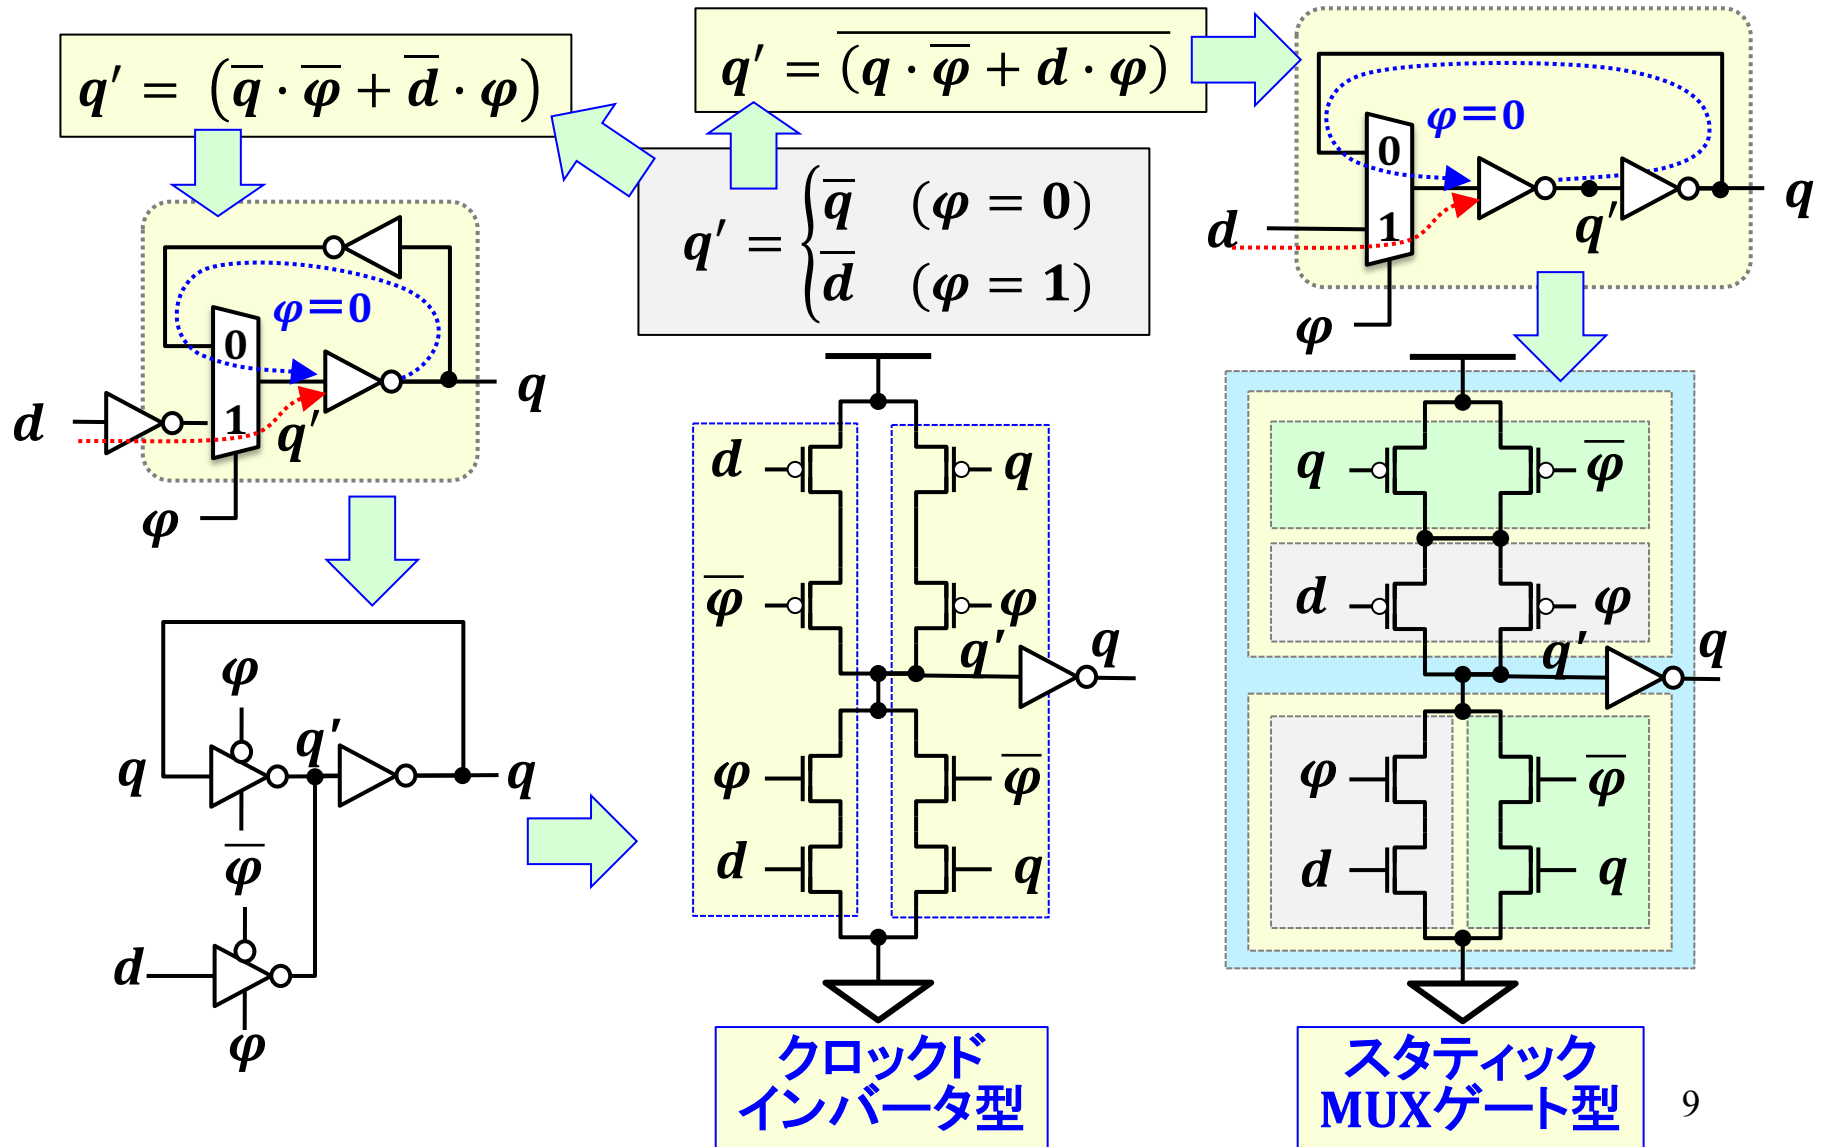 q′ = (q̅ · φ̅ + d̅ · φ)
q′ = \overline{(q · φ̅ + d · φ)}
q′ = { q̅ (φ = 0)
d̅ (φ = 1)
φ=0
0
1
d
q′
q
φ
φ=0
0
1
d
q′
q
φ
φ
q
q′
q
φ̅
d
φ
d
q
φ̅
φ
q′
q
φ
φ̅
d
q
クロックド
インバータ型
q
φ̅
d
φ
q′
q
φ
φ̅
d
q
スタティック
MUXゲート型
9